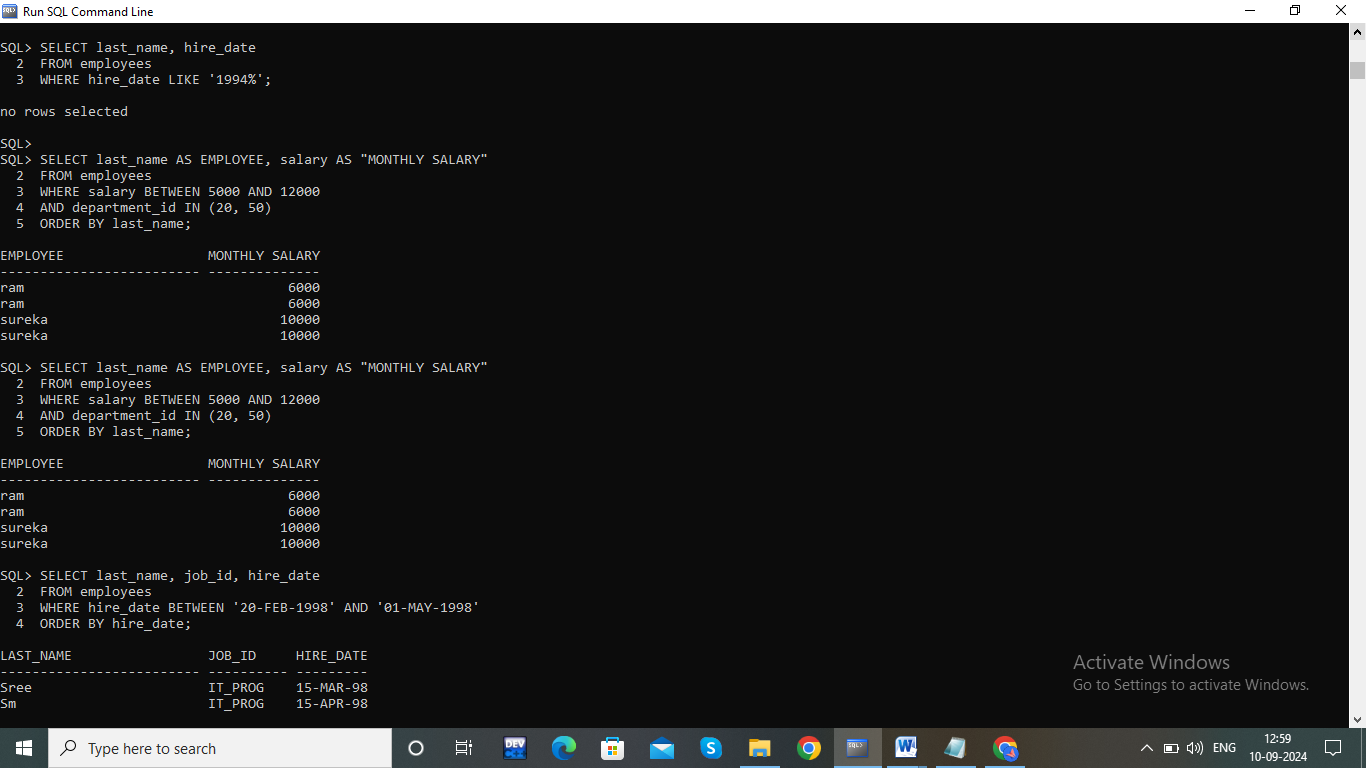 Run SQL Command Line
SQL> SELECT last_name, hire_date
  2  FROM employees
  3  WHERE hire_date LIKE '1994%';
no rows selected
SQL>
SQL> SELECT last_name AS EMPLOYEE, salary AS "MONTHLY SALARY"
  2  FROM employees
  3  WHERE salary BETWEEN 5000 AND 12000
  4  AND department_id IN (20, 50)
  5  ORDER BY last_name;
EMPLOYEE                  MONTHLY SALARY
------------------------- --------------
ram                                 6000
ram                                 6000
sureka                             10000
sureka                             10000
SQL> SELECT last_name AS EMPLOYEE, salary AS "MONTHLY SALARY"
  2  FROM employees
  3  WHERE salary BETWEEN 5000 AND 12000
  4  AND department_id IN (20, 50)
  5  ORDER BY last_name;
EMPLOYEE                  MONTHLY SALARY
------------------------- --------------
ram                                 6000
ram                                 6000
sureka                             10000
sureka                             10000
SQL> SELECT last_name, job_id, hire_date
  2  FROM employees
  3  WHERE hire_date BETWEEN '20-FEB-1998' AND '01-MAY-1998'
  4  ORDER BY hire_date;
LAST_NAME                 JOB_ID     HIRE_DATE
------------------------- ---------- ---------
Sree                      IT_PROG    15-MAR-98
Sm                        IT_PROG    15-APR-98
Activate Windows
Go to Settings to activate Windows.
Type here to search
DEV
ENG
12:59
10-09-2024